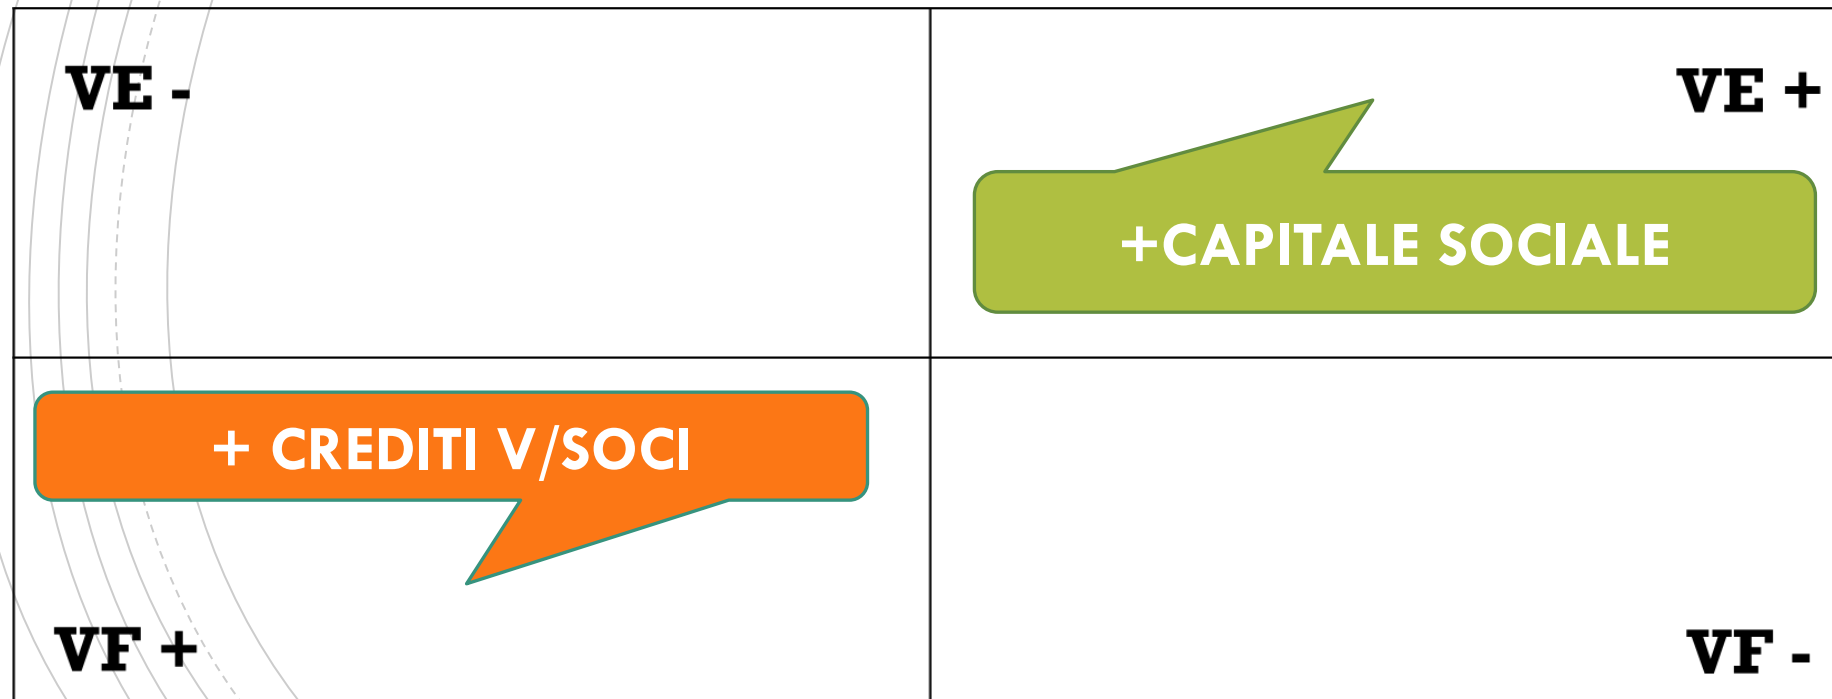 VE -
VE +
+CAPITALE SOCIALE
+ CREDITI V/SOCI
VF +
VF -